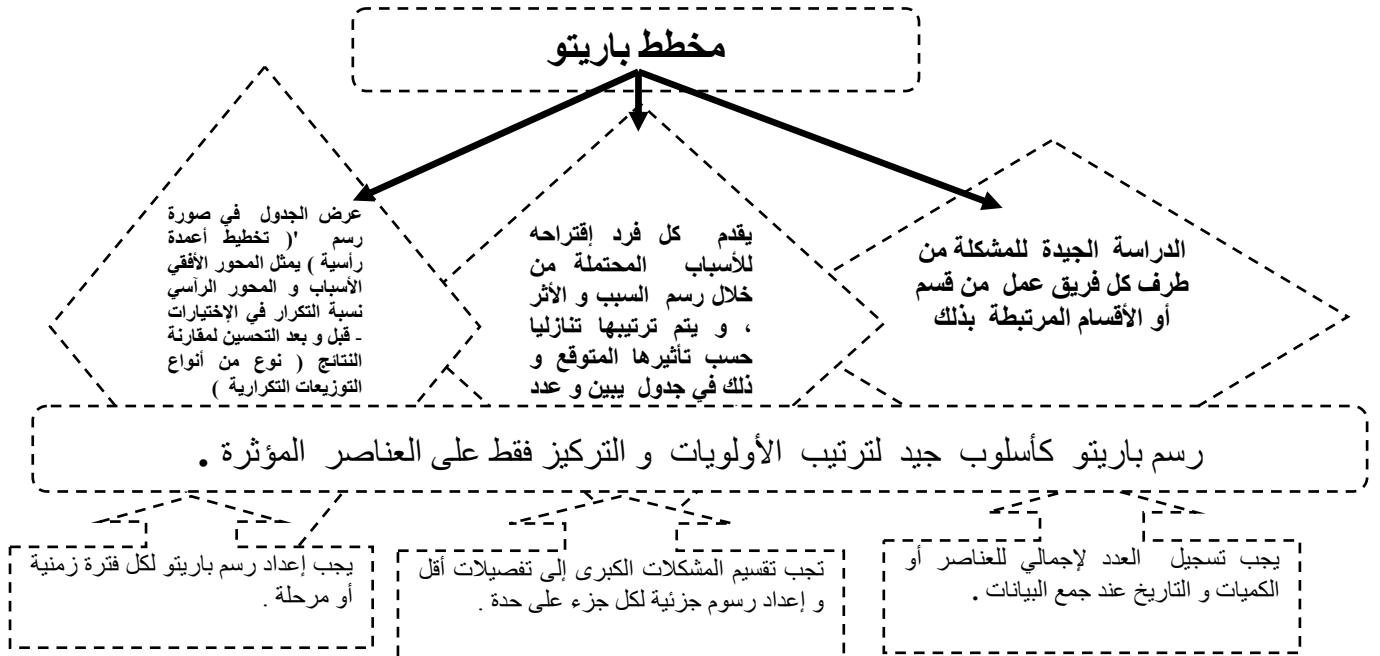 مخطط باريتو
الدراسة الجيدة للمشكلة من
طرف كل فريق عمل من قسم
أو الأقسام المرتبطة بذلك
يقدم كل فرد إقتراحه
للأسباب المحتملة من
خلال رسم السبب و الأثر
، و يتم ترتيبها تنازليا
حسب تأثيرها المتوقع و
ذلك في جدول يبين و عدد
عرض الجدول في صورة
رسم '( تخطيط أعمدة
رأسية ) يمثل المحور الأفقي
الأسباب و المحور الرآسي
نسبة التكرار في الإختيارات
- قبل و بعد التحسين لمقارنة
النتائج ( نوع من أنواع
التوزيعات التكرارية )
رسم باريتو كأسلوب جيد لترتيب الأولويات و التركيز فقط على العناصر المؤثرة .
يجب تسجيل العدد لإجمالي للعناصر أو
الكميات و التاريخ عند جمع البيانات .
تجب تقسيم المشكلات الكبرى إلى تفصيلات أقل
و إعداد رسوم جزئية لكل جزء على حدة .
يجب إعداد رسم باريتو لكل فترة زمنية
أو مرحلة .